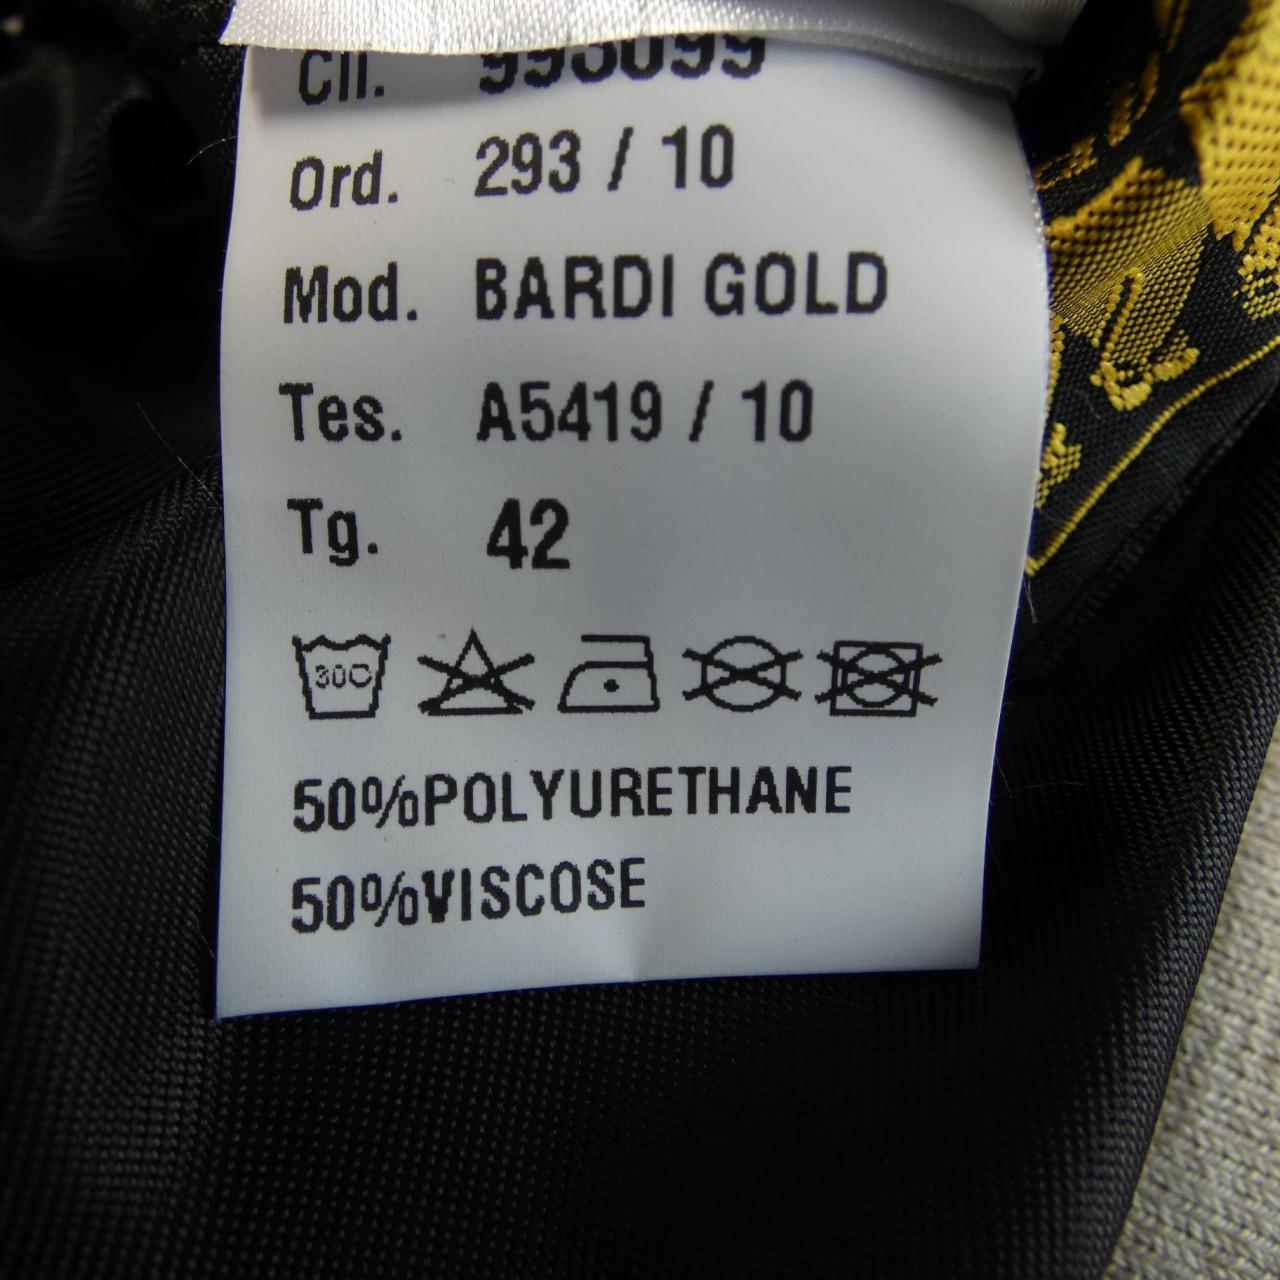 Ord. 293 / 10
Mod. BARDI GOLD
Tes. A5419 / 10
Tg. 42
30C
50%POLYURETHANE
50%VISCOSE